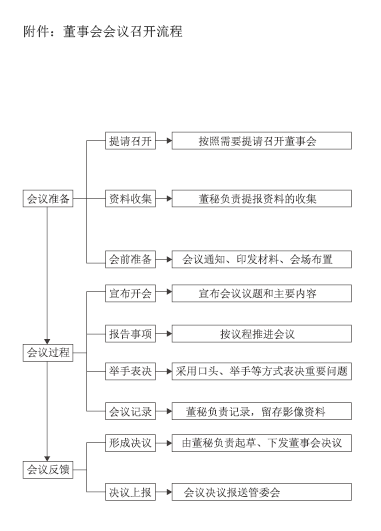 附件：董事会会议召开流程
提请召开 按照需要提请召开董事会
会议准备 资料收集 董秘负责提报资料的收集
会前准备 会议通知、印发材料、会场布置
宣布开会 宣布会议议题和主要内容
报告事项 按议程推进会议
会议过程
举手表决 采用口头、举手等方式表决重要问题
会议记录 董秘负责记录，留存影像资料
形成决议 由董秘负责起草、下发董事会决议
会议反馈
决议上报 会议决议报送管委会